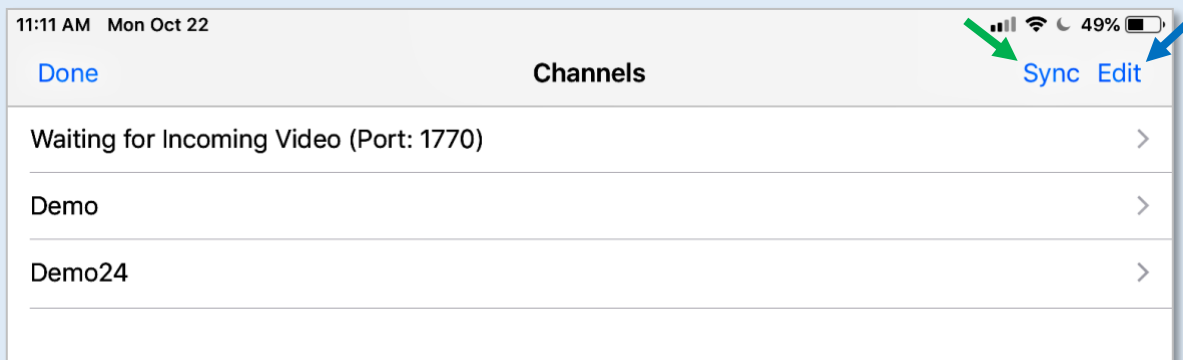 11:11 AM Mon Oct 22 49%
Done Channels Sync Edit
Waiting for Incoming Video (Port: 1770)
Demo
Demo24